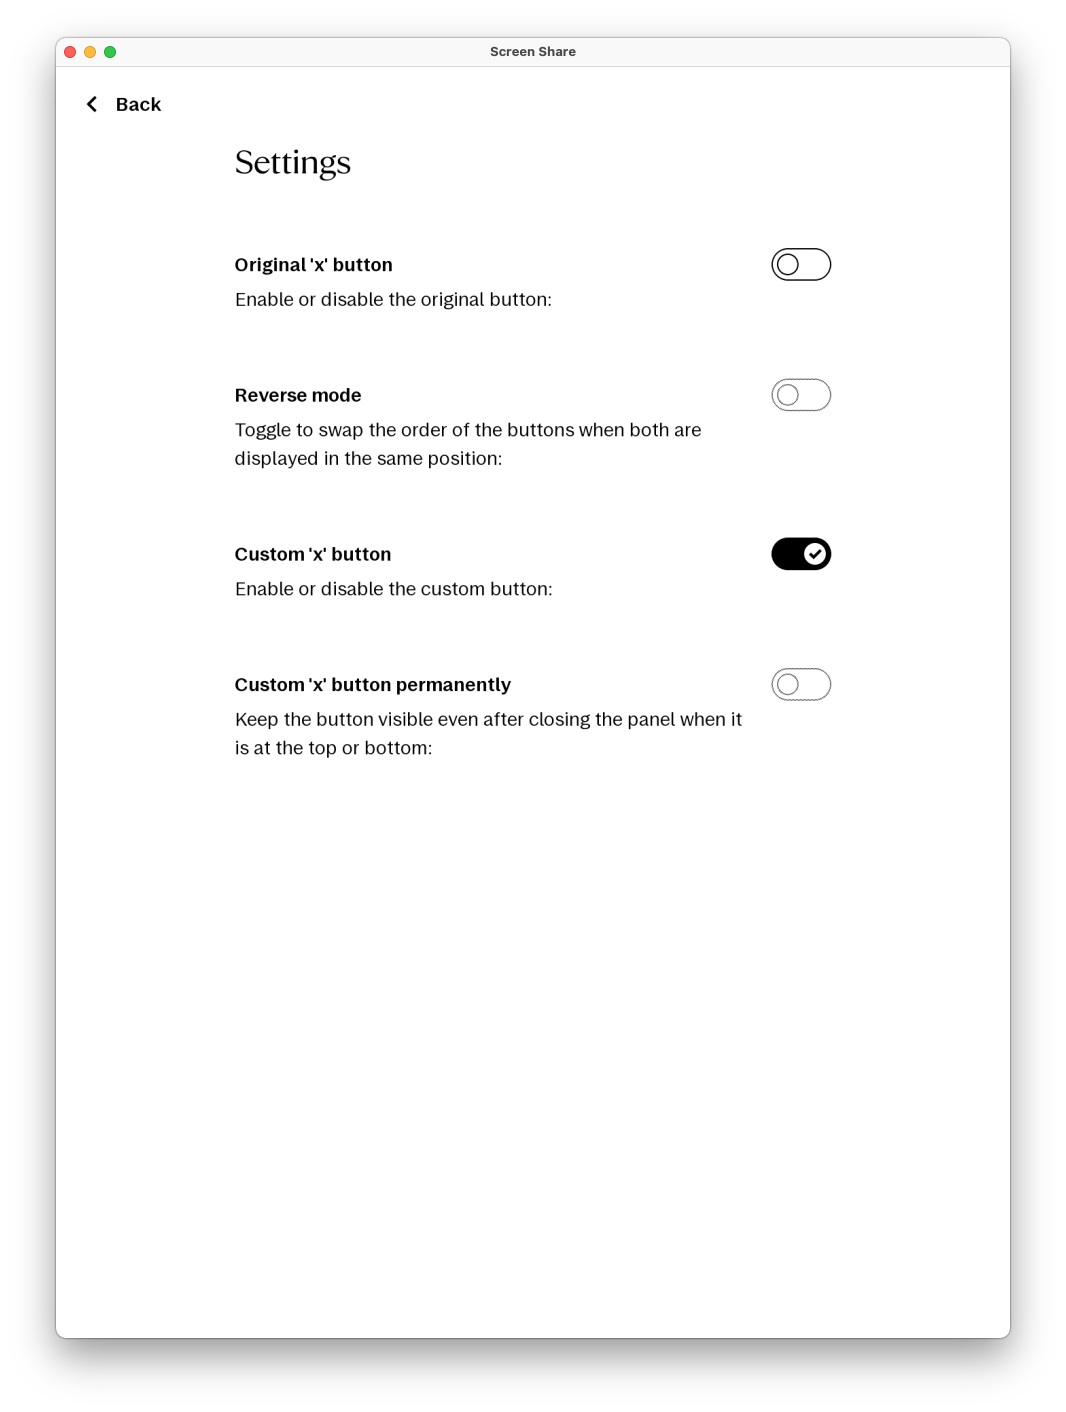 Screen Share
Back
Settings
Original 'x' button
Enable or disable the original button:
Reverse mode
Toggle to swap the order of the buttons when both are
displayed in the same position:
Custom 'x' button
Enable or disable the custom button:
Custom 'x' button permanently
Keep the button visible even after closing the panel when it
is at the top or bottom: